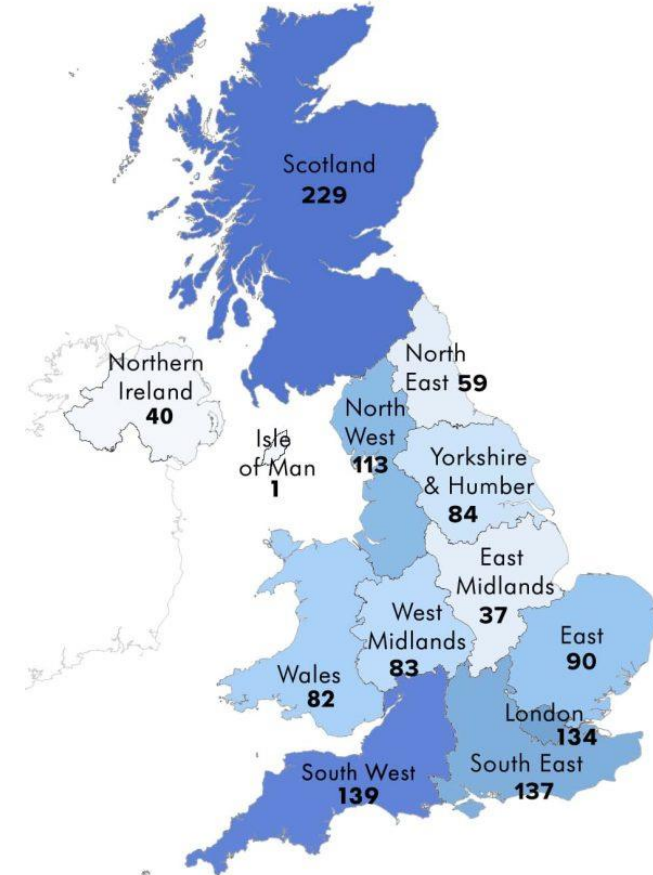 Scotland
229
North
East 59
Northern
Ireland
40
North
West
113
Isle
of Man
1
Yorkshire
& Humber
84
East
Midlands
37
West
Midlands
83
East
90
Wales
82
London
134
South East
137
South West
139